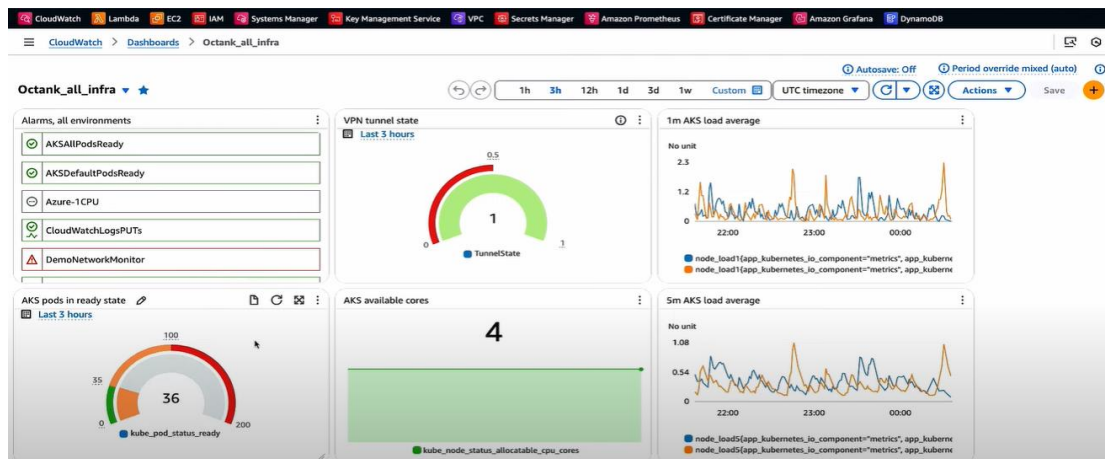 CloudWatch Lambda EC2 IAM Systems Manager Key Management Service VPC Secrets Manager Amazon Prometheus Certificate Manager Amazon Grafana DynamoDB
CloudWatch > Dashboards > Octank_all_infra
Autosave: Off Period override mixed (auto)
Octank_all_infra 1h 3h 12h 1d 3d 1w Custom UTC timezone Actions Save
Alarms, all environments
AKSAllPodsReady
AKSDefaultPodsReady
Azure-1CPU
CloudWatchLogsPUTs
DemoNetworkMonitor
VPN tunnel state
Last 3 hours
0.5
1
0 1
TunnelState
1m AKS load average
No unit
2.3
1.2
0
22:00 23:00 00:00
node_load1{app_kubernetes_io_component="metrics", app_kuberne
node_load1{app_kubernetes_io_component="metrics", app_kuberne
AKS pods in ready state
Last 3 hours
100
35
36
0 200
kube_pod_status_ready
AKS available cores
4
kube_node_status_allocatable_cpu_cores
5m AKS load average
No unit
1.08
0.54
0
22:00 23:00 00:00
node_load5{app_kubernetes_io_component="metrics", app_kuberne
node_load5{app_kubernetes_io_component="metrics", app_kuberne